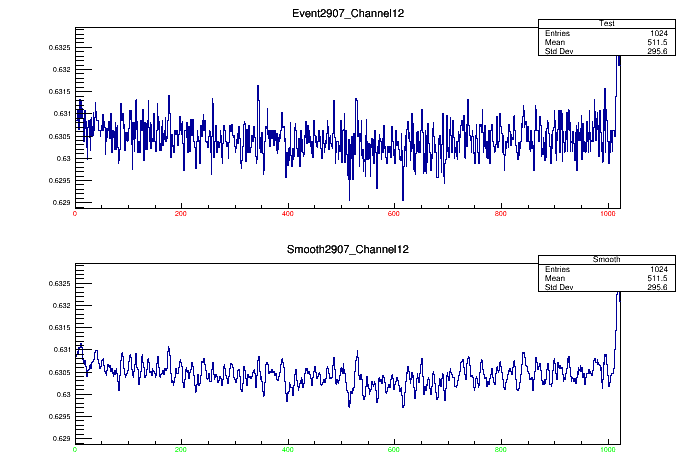 Event2907_Channel12
Test
Entries 1024
Mean 511.5
Std Dev 295.6
0.6325
0.632
0.6315
0.631
0.6305
0.63
0.6295
0.629
0 200 400 600 800 1000
Smooth2907_Channel12
Smooth
Entries 1024
Mean 511.5
Std Dev 295.6
0.6325
0.632
0.6315
0.631
0.6305
0.63
0.6295
0.629
0 200 400 600 800 1000